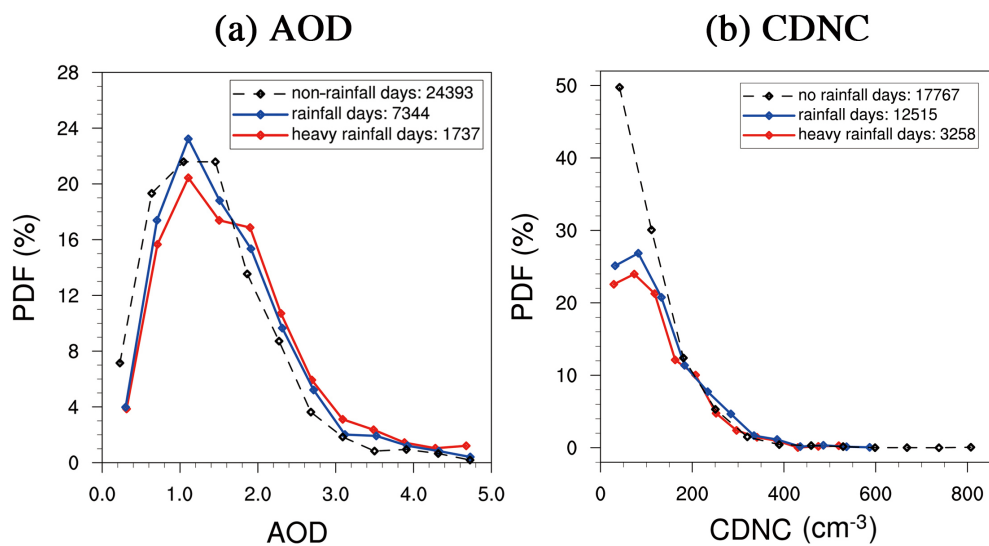 (a) AOD
28
24
20
16
12
8
4
0
PDF (%)
non-rainfall days: 24393
rainfall days: 7344
heavy rainfall days: 1737
0.0 1.0 2.0 3.0 4.0 5.0
AOD
(b) CDNC
50
40
30
20
10
0
PDF (%)
no rainfall days: 17767
rainfall days: 12515
heavy rainfall days: 3258
0 200 400 600 800
CDNC (cm⁻³)